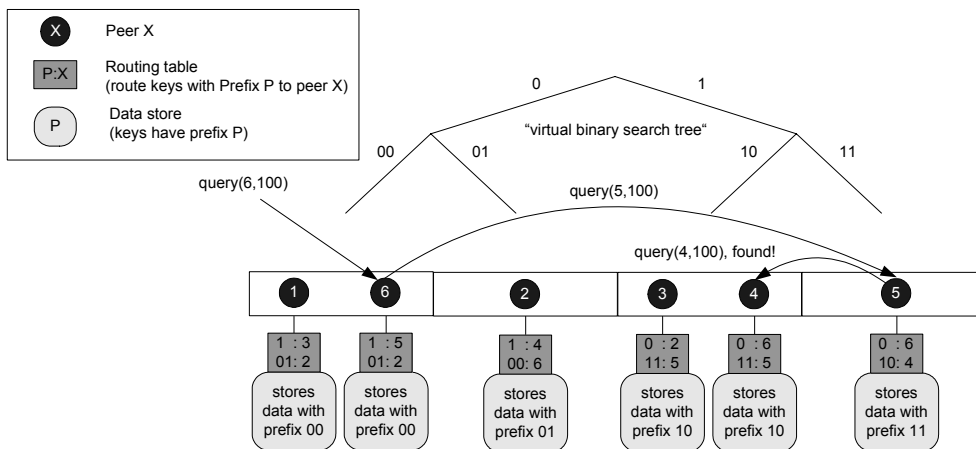 X
Peer X
P:X
Routing table
(route keys with Prefix P to peer X)
P
Data store
(keys have prefix P)
0
1
"virtual binary search tree"
00
01
10
11
query(6,100)
query(5,100)
query(4,100), found!
1
6
2
3
4
5
1 : 3
01: 2
1 : 5
01: 2
1 : 4
00: 6
0 : 2
11: 5
0 : 6
11: 5
0 : 6
10: 4
stores
data with
prefix 00
stores
data with
prefix 00
stores
data with
prefix 01
stores
data with
prefix 10
stores
data with
prefix 10
stores
data with
prefix 11